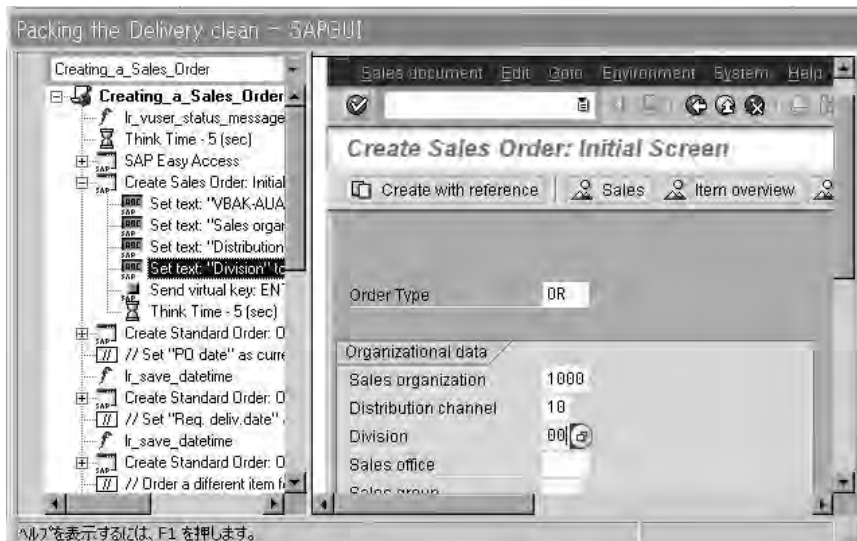 Packing the Delivery clean - SAPGUI
Creating_a_Sales_Order
Creating_a_Sales_Order
lr_vuser_status_message
Think Time - 5 (sec)
SAP Easy Access
Create Sales Order: Initial
Set text: "VBAK-AUA
Set text: "Sales organ
Set text: "Distribution
Set text: "Division" to
Send virtual key: ENT
Think Time - 5 (sec)
Create Standard Order: O
// Set "PO date" as curre
lr_save_datetime
Create Standard Order: O
// Set "Req. deliv.date"
lr_save_datetime
Create Standard Order: O
// Order a different item f
Sales document Edit Goto Environment System Help
Create Sales Order: Initial Screen
Create with reference Sales Item overview
Order Type OR
Organizational data
Sales organization 1000
Distribution channel 10
Division 00
Sales office
Sales group
ヘルプを表示するには、F1 を押します。